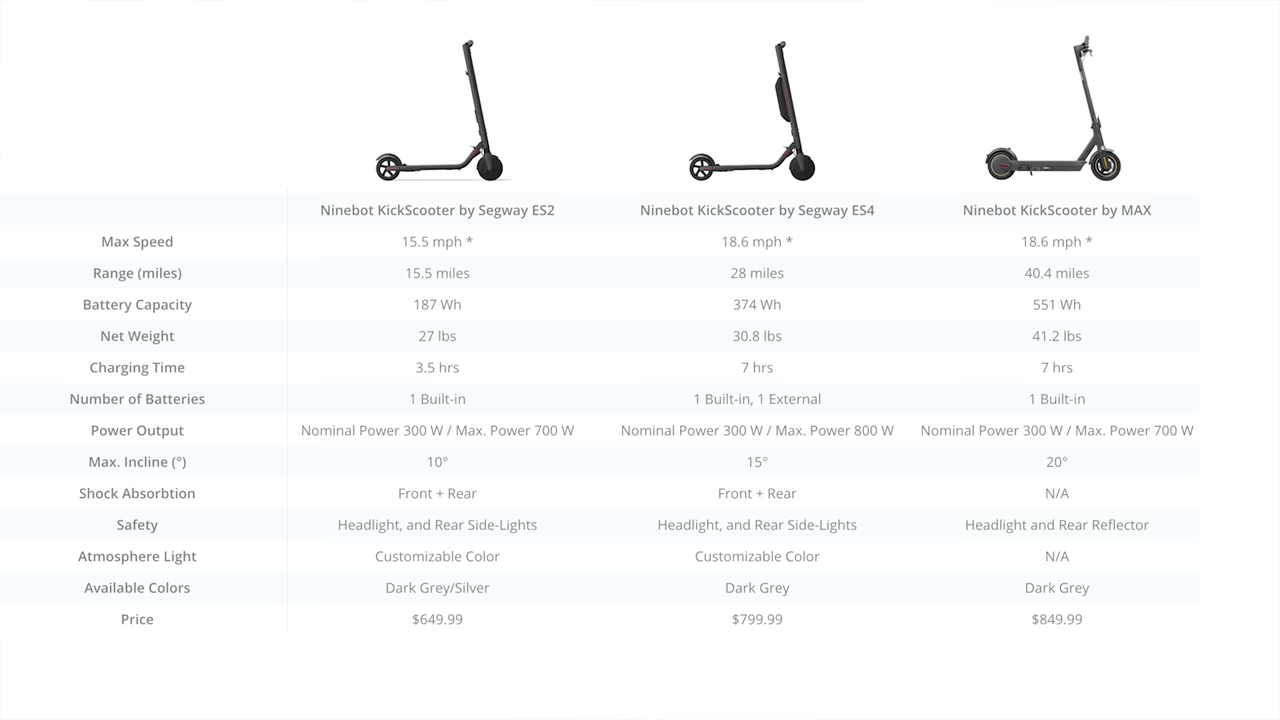 Ninebot KickScooter by Segway ES2 Ninebot KickScooter by Segway ES4 Ninebot KickScooter by MAX
Max Speed 15.5 mph * 18.6 mph * 18.6 mph *
Range (miles) 15.5 miles 28 miles 40.4 miles
Battery Capacity 187 Wh 374 Wh 551 Wh
Net Weight 27 lbs 30.8 lbs 41.2 lbs
Charging Time 3.5 hrs 7 hrs 7 hrs
Number of Batteries 1 Built-in 1 Built-in, 1 External 1 Built-in
Power Output Nominal Power 300 W / Max. Power 700 W Nominal Power 300 W / Max. Power 800 W Nominal Power 300 W / Max. Power 700 W
Max. Incline (°) 10° 15° 20°
Shock Absorbtion Front + Rear Front + Rear N/A
Safety Headlight, and Rear Side-Lights Headlight, and Rear Side-Lights Headlight and Rear Reflector
Atmosphere Light Customizable Color Customizable Color N/A
Available Colors Dark Grey/Silver Dark Grey Dark Grey
Price $649.99 $799.99 $849.99